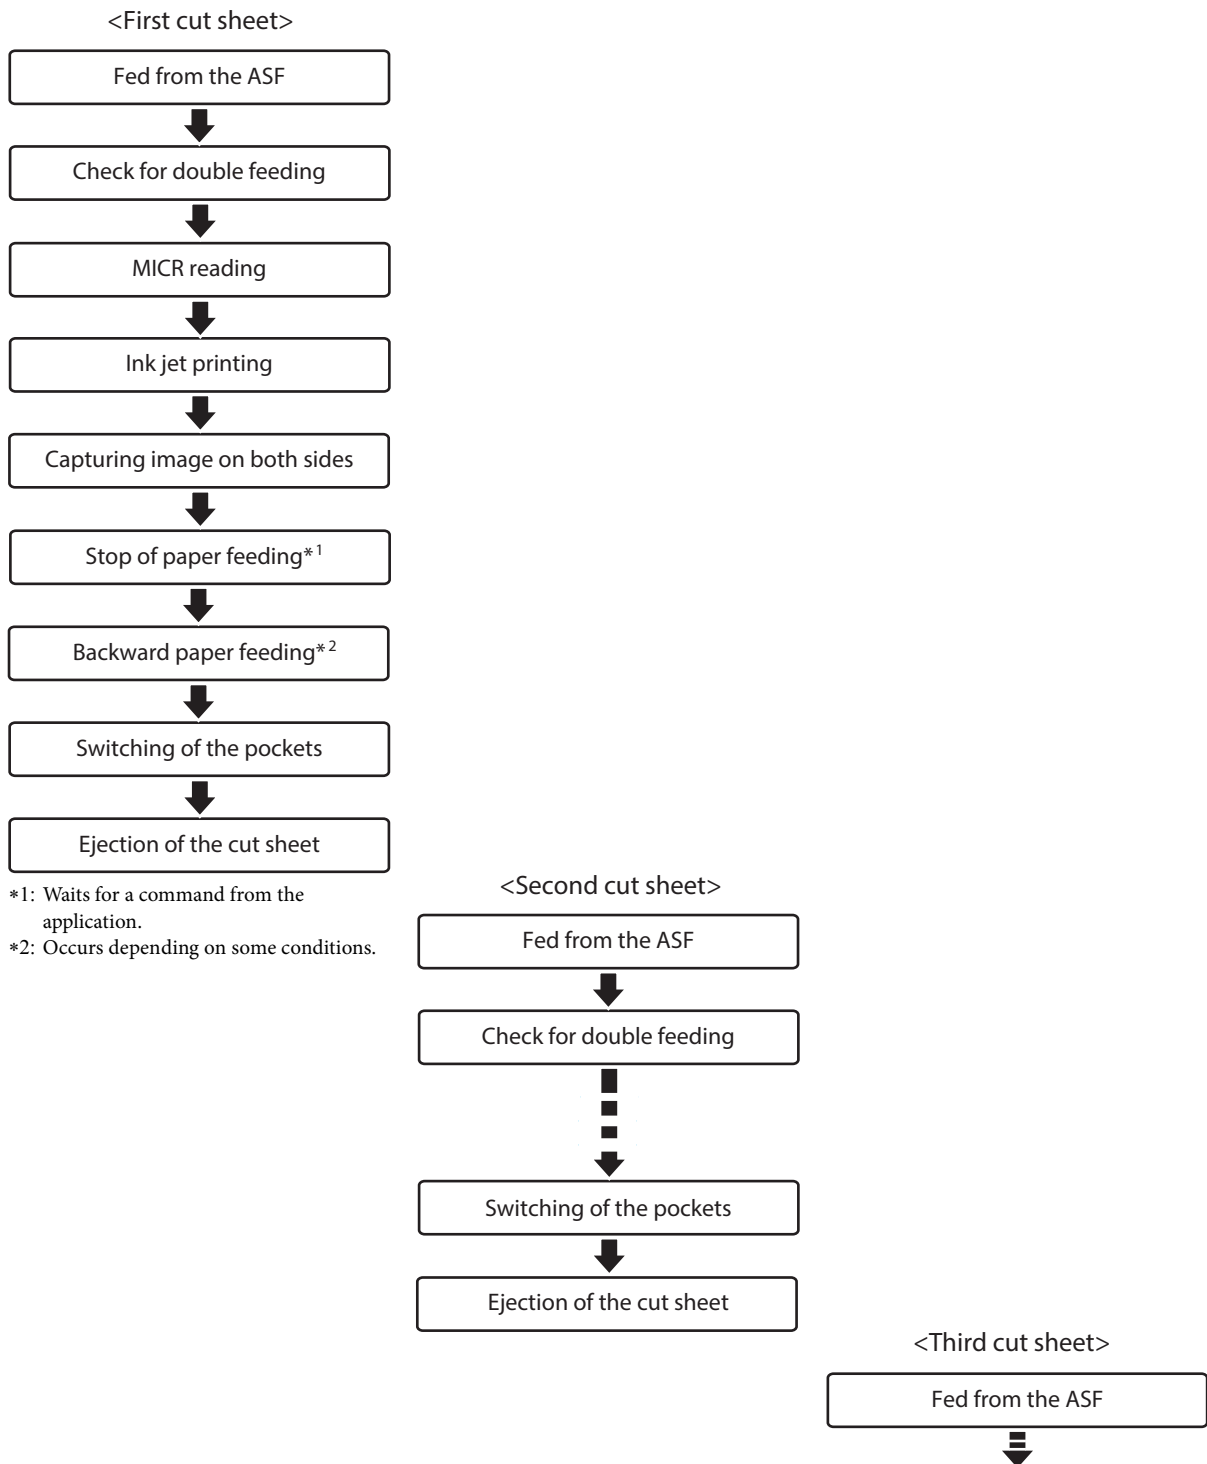 <First cut sheet>
Fed from the ASF
Check for double feeding
MICR reading
Ink jet printing
Capturing image on both sides
Stop of paper feeding*1
Backward paper feeding*2
Switching of the pockets
Ejection of the cut sheet
*1: Waits for a command from the
application.
*2: Occurs depending on some conditions.
<Second cut sheet>
Fed from the ASF
Check for double feeding
Switching of the pockets
Ejection of the cut sheet
<Third cut sheet>
Fed from the ASF